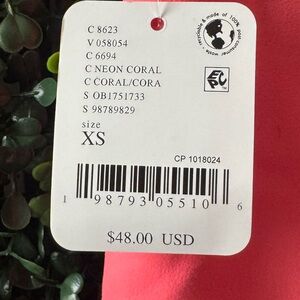 C 8623
V 058054
C 6694
C NEON CORAL
C CORAL/CORA
S OB1751733
S 98789829
size
XS
CP 1018024
1 98793 05510 6
$48.00 USD